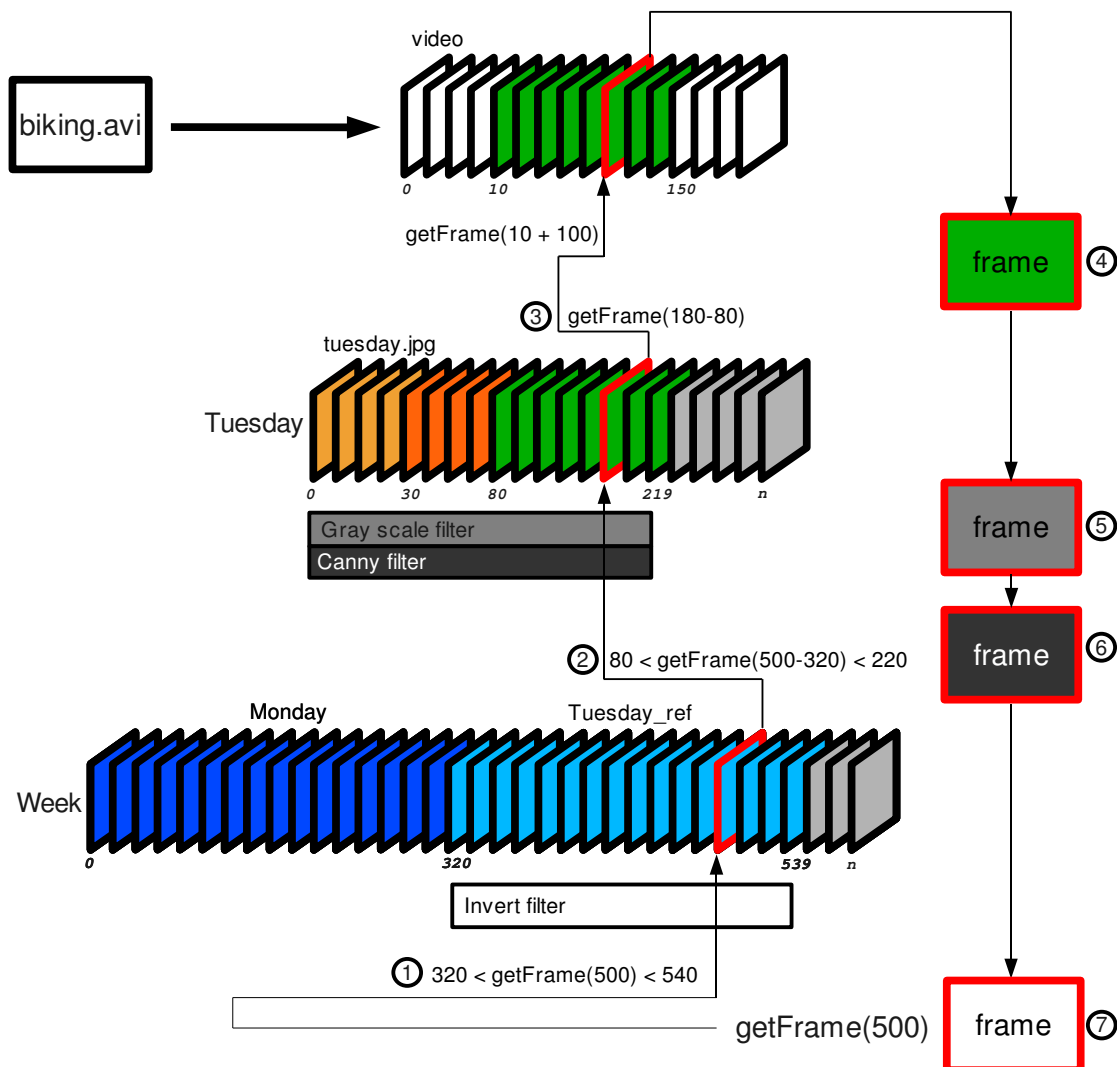 video
biking.avi
0 10 150
getFrame(10 + 100)
frame
4
3 getFrame(180-80)
tuesday.jpg
Tuesday
0 30 80 219 n
Gray scale filter
Canny filter
frame
5
frame
6
2 80 < getFrame(500-320) < 220
Monday Tuesday_ref
Week
0 320 539 n
Invert filter
1 320 < getFrame(500) < 540
getFrame(500)
frame
7